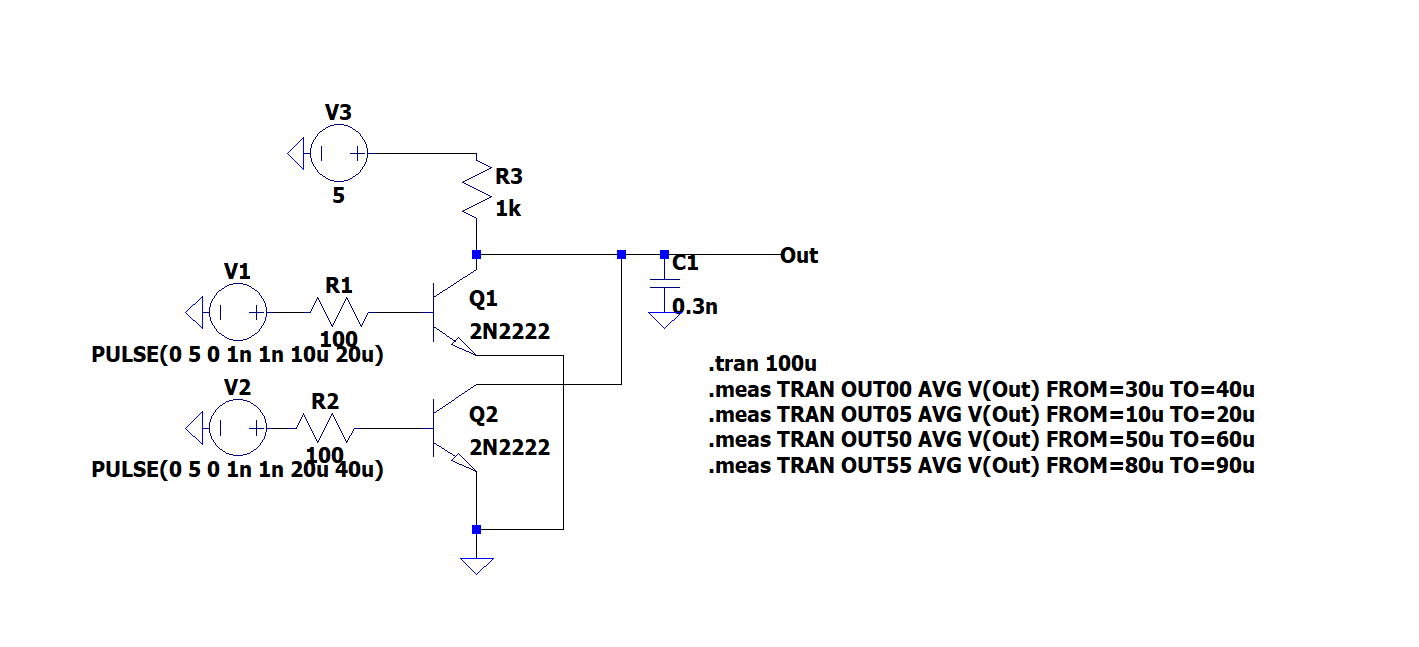 V3
5
R3
1k
Out
C1
0.3n
V1
R1
100
PULSE(0 5 0 1n 1n 10u 20u)
Q1
2N2222
V2
R2
100
PULSE(0 5 0 1n 1n 20u 40u)
Q2
2N2222
.tran 100u
.meas TRAN OUT00 AVG V(Out) FROM=30u TO=40u
.meas TRAN OUT05 AVG V(Out) FROM=10u TO=20u
.meas TRAN OUT50 AVG V(Out) FROM=50u TO=60u
.meas TRAN OUT55 AVG V(Out) FROM=80u TO=90u